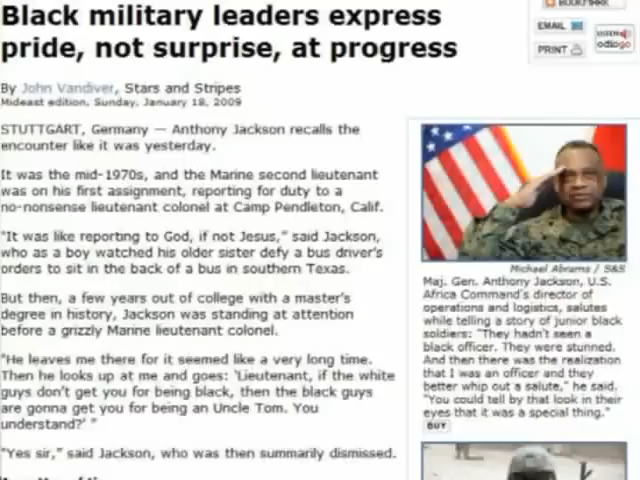 Black military leaders express
pride, not surprise, at progress
BOOKMARK
EMAIL
PRINT
LISTEN
odiogo
By John Vandiver, Stars and Stripes
Mideast edition, Sunday, January 18, 2009
STUTTGART, Germany — Anthony Jackson recalls the
encounter like it was yesterday.
It was the mid-1970s, and the Marine second lieutenant
was on his first assignment, reporting for duty to a
no-nonsense lieutenant colonel at Camp Pendleton, Calif.
"It was like reporting to God, if not Jesus," said Jackson,
who as a boy watched his older sister defy a bus driver's
orders to sit in the back of a bus in southern Texas.
But then, a few years out of college with a master's
degree in history, Jackson was standing at attention
before a grizzly Marine lieutenant colonel.
"He leaves me there for it seemed like a very long time.
Then he looks up at me and goes: 'Lieutenant, if the white
guys don't get you for being black, then the black guys
are gonna get you for being an Uncle Tom. You
understand?' "
"Yes sir," said Jackson, who was then summarily dismissed.
Michael Abrams / S&S
Maj. Gen. Anthony Jackson, U.S.
Africa Command's director of
operations and logistics, salutes
while telling a story of junior black
soldiers: "They hadn't seen a
black officer. They were stunned.
And then there was the realization
that I was an officer and they
better whip out a salute," he said.
"You could tell by that look in their
eyes that it was a special thing."
BUY